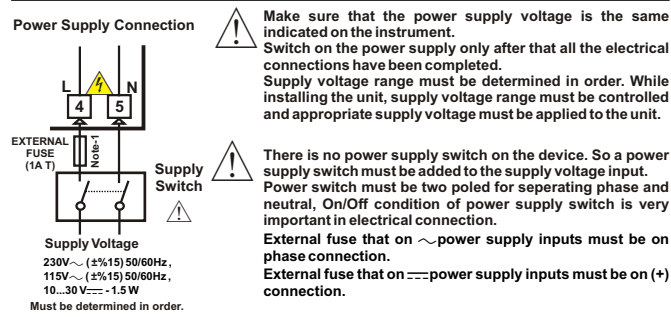 Power Supply Connection
L N
4 5
EXTERNAL
FUSE
(1A T)
Note-1
Supply
Switch
Supply Voltage
230V～ (±%15) 50/60Hz ,
115V～ (±%15) 50/60Hz ,
10...30 V⎓ - 1.5 W
Must be determined in order.
Make sure that the power supply voltage is the same
indicated on the instrument.
Switch on the power supply only after that all the electrical
connections have been completed.
Supply voltage range must be determined in order. While
installing the unit, supply voltage range must be controlled
and appropriate supply voltage must be applied to the unit.
There is no power supply switch on the device. So a power
supply switch must be added to the supply voltage input.
Power switch must be two poled for seperating phase and
neutral, On/Off condition of power supply switch is very
important in electrical connection.
External fuse that on ～power supply inputs must be on
phase connection.
External fuse that on ⎓power supply inputs must be on (+)
connection.